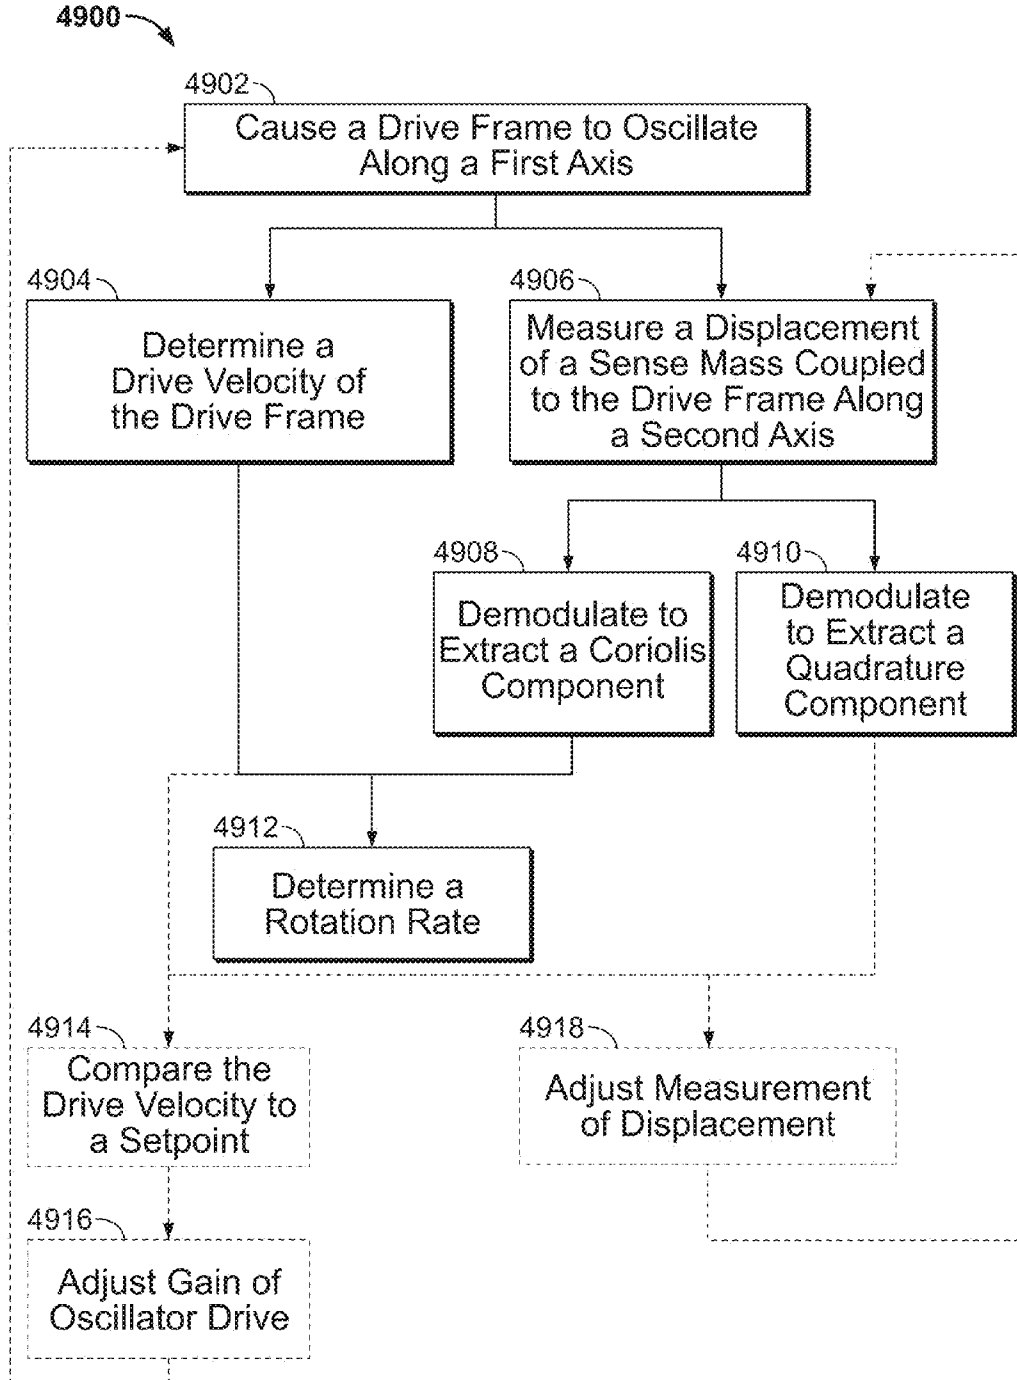 4900
4902
Cause a Drive Frame to Oscillate
Along a First Axis
4904
Determine a
Drive Velocity of
the Drive Frame
4906
Measure a Displacement
of a Sense Mass Coupled
to the Drive Frame Along
a Second Axis
4908
Demodulate to
Extract a Coriolis
Component
4910
Demodulate
to Extract a
Quadrature
Component
4912
Determine a
Rotation Rate
4914
Compare the
Drive Velocity to
a Setpoint
4918
Adjust Measurement
of Displacement
4916
Adjust Gain of
Oscillator Drive